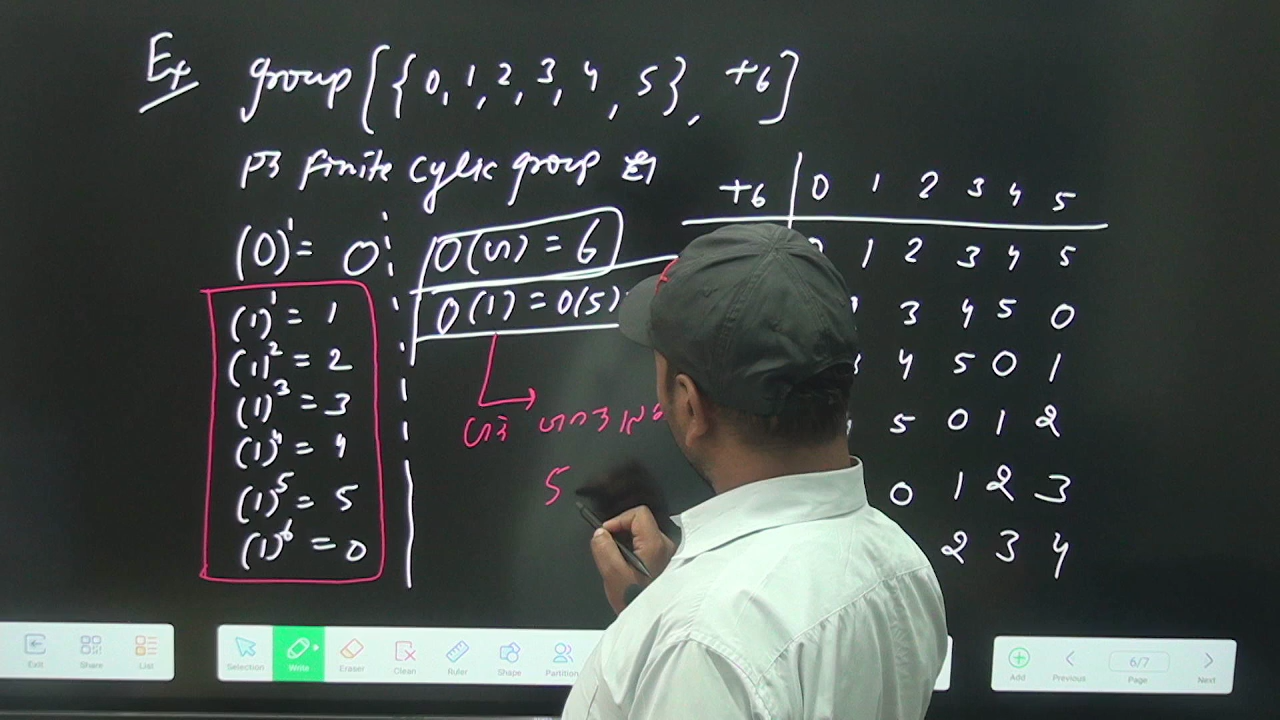 Ex group [{0, 1, 2, 3, 4, 5}, +6]
finite cyclic group
(0)¹ = 0
(1)¹ = 1
(1)² = 2
(1)³ = 3
(1)⁴ = 4
(1)⁵ = 5
(1)⁶ = 0
= 6
0(1) = 0(5)
5
+6 0 1 2 3 4 5
1 2 3 4 5
3 4 5 0
4 5 0 1
5 0 1 2
0 1 2 3
2 3 4
Exit Share List
Selection Write Eraser Clean Ruler Shape Partition
Add Previous 6/7 Page Next